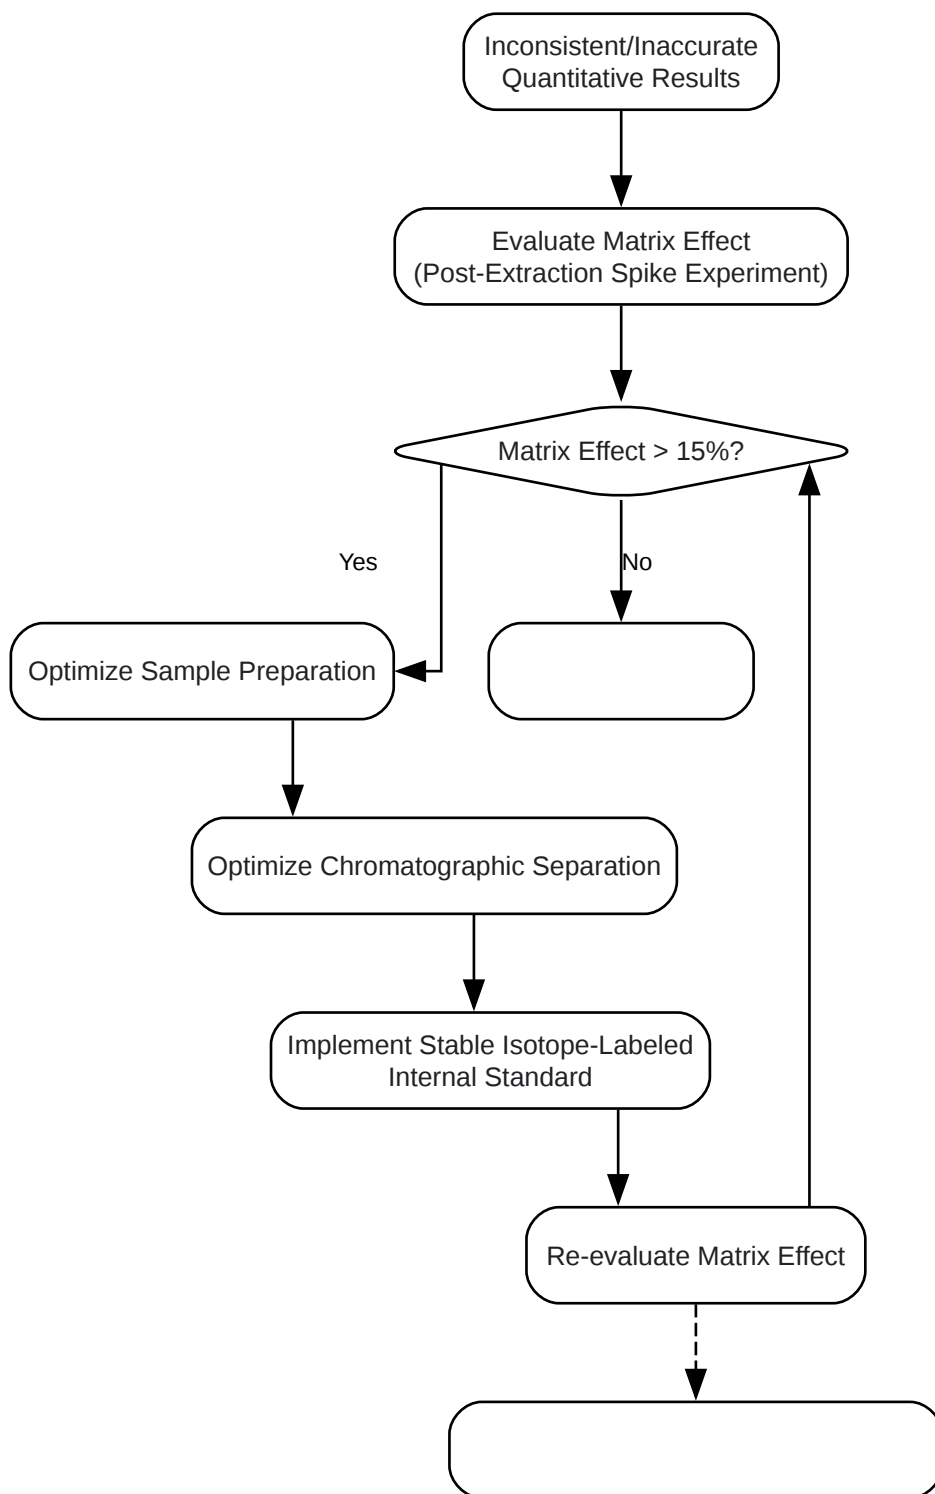 Inconsistent/Inaccurate
Quantitative Results
Evaluate Matrix Effect
(Post-Extraction Spike Experiment)
Matrix Effect > 15%?
Yes
No
Optimize Sample Preparation
Optimize Chromatographic Separation
Implement Stable Isotope-Labeled
Internal Standard
Re-evaluate Matrix Effect